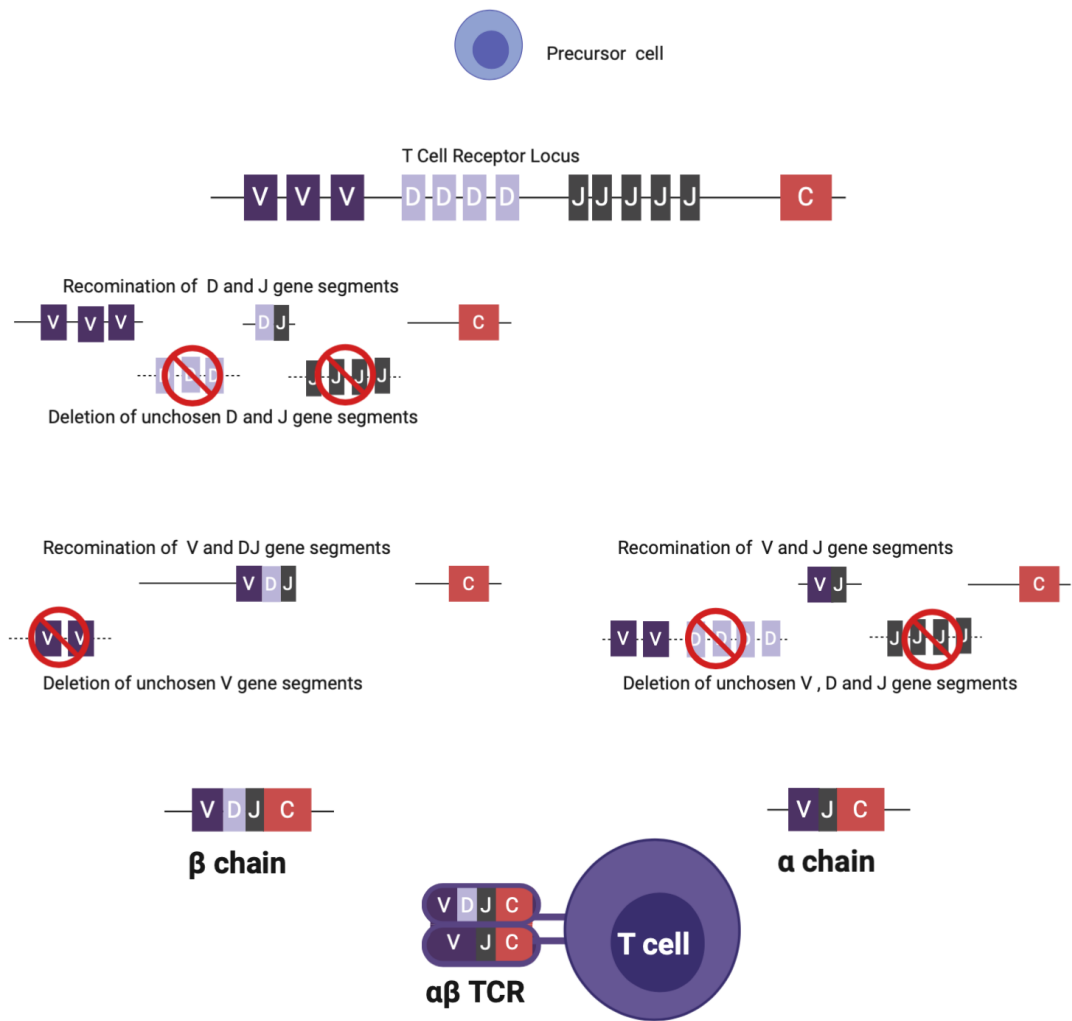 Precursor cell
T Cell Receptor Locus
V V V D D D D J J J J J C
Recomination of D and J gene segments
V V V D J C
D D D J J J J
Deletion of unchosen D and J gene segments
Recomination of V and DJ gene segments
V D J C
V V
Deletion of unchosen V gene segments
Recomination of V and J gene segments
V J C
V V D D D D J J J J
Deletion of unchosen V , D and J gene segments
V D J C
β chain
V J C
α chain
V D J C
V J C
T cell
αβ TCR